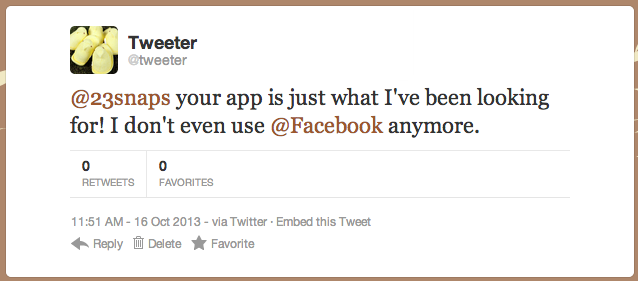 Tweeter
@tweeter
@23snaps your app is just what I've been looking
for! I don't even use @Facebook anymore.
0 0
RETWEETS FAVORITES
11:51 AM - 16 Oct 2013 - via Twitter · Embed this Tweet
Reply Delete Favorite